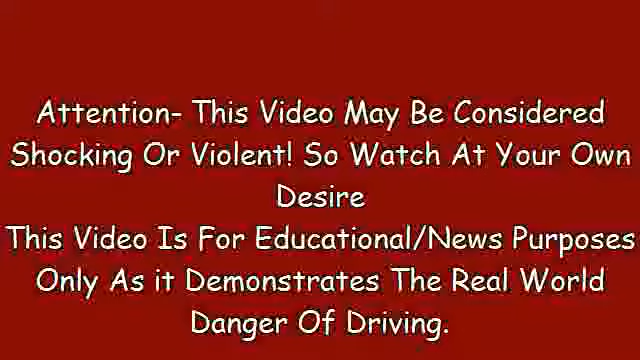 Attention- This Video May Be Considered
Shocking Or Violent! So Watch At Your Own
Desire
This Video Is For Educational/News Purposes
Only As it Demonstrates The Real World
Danger Of Driving.